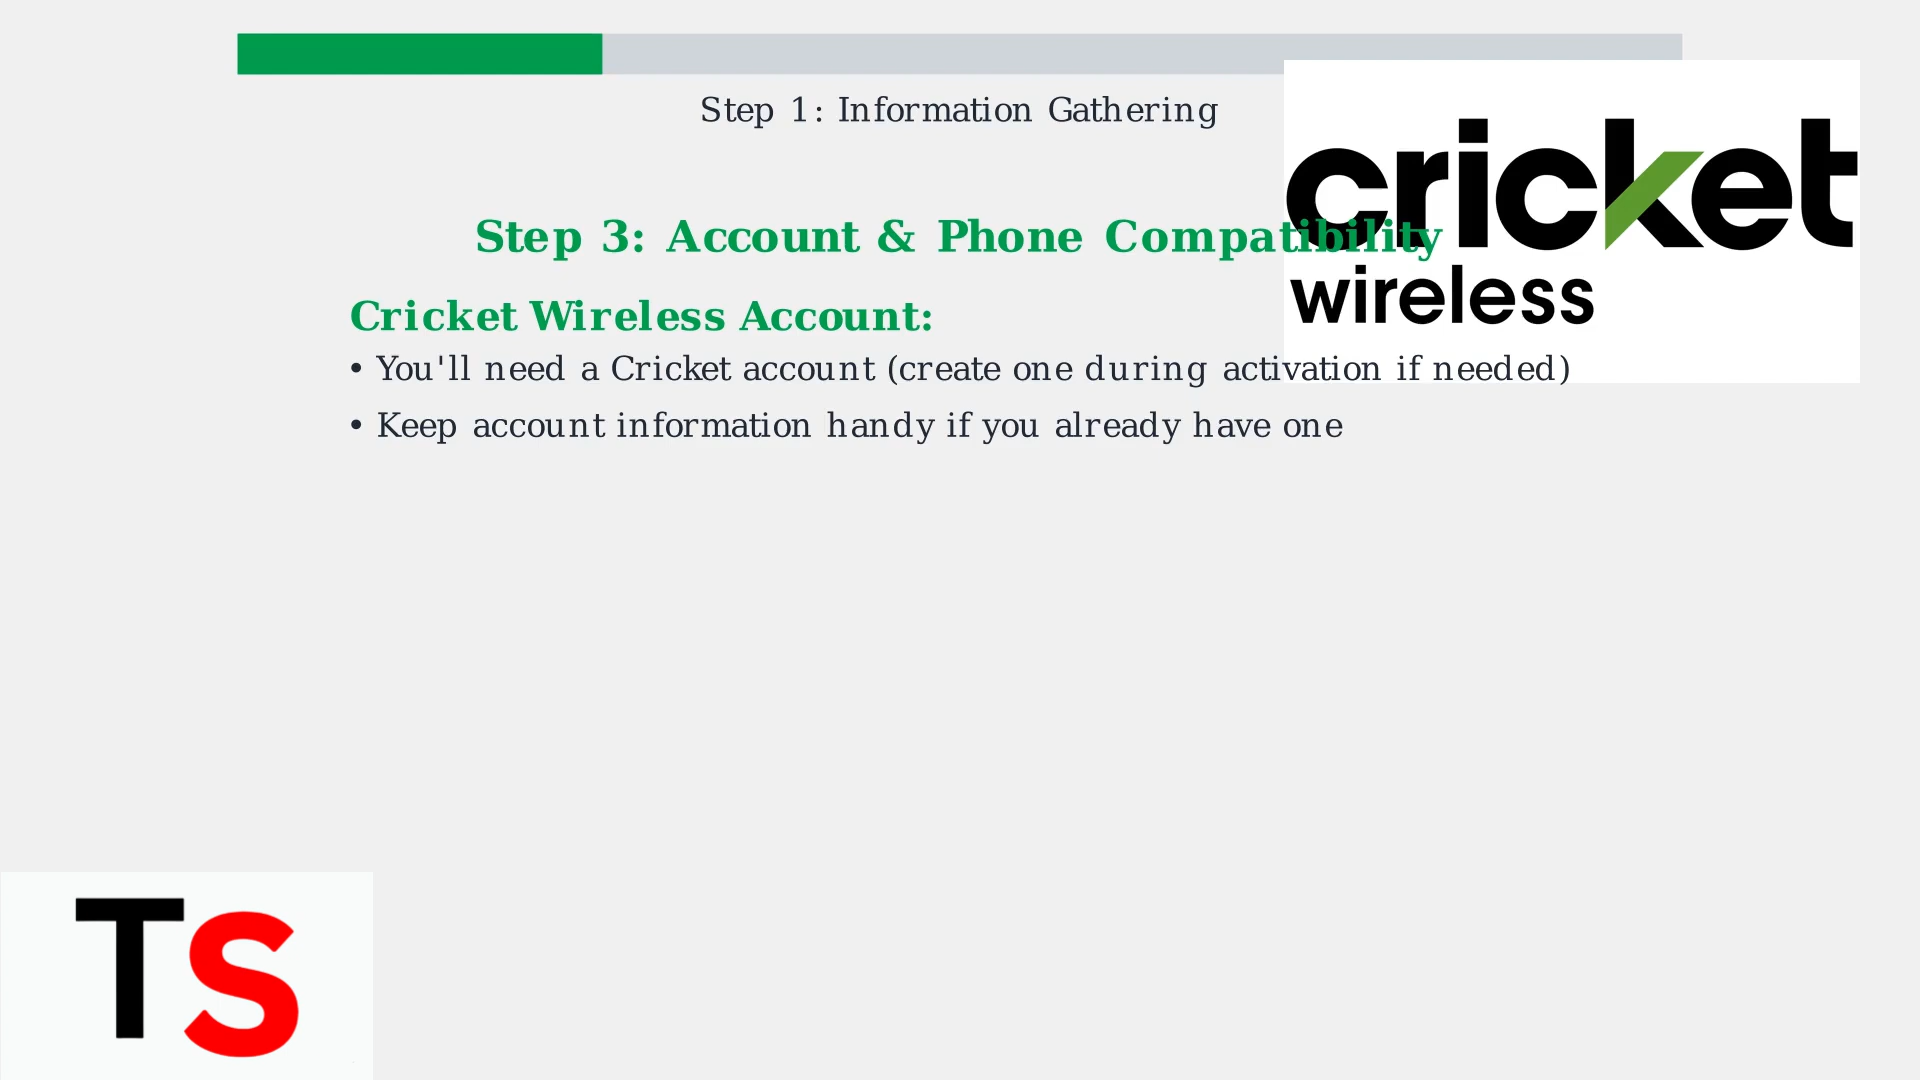 Step 1: Information Gathering
cricket
wireless
Step 3: Account & Phone Compatibility
Cricket Wireless Account:
• You'll need a Cricket account (create one during activation if needed)
• Keep account information handy if you already have one
TS